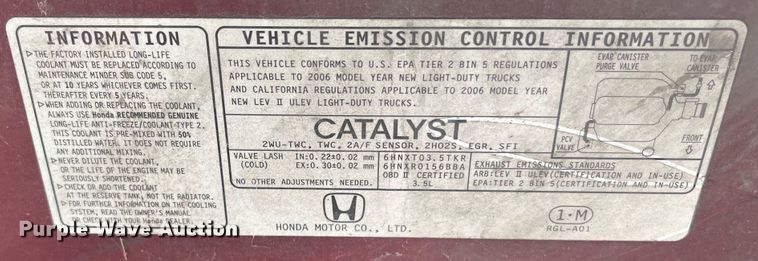 INFORMATION
▷THE FACTORY INSTALLED LONG-LIFE
COOLANT MUST BE REPLACED ACCORDING TO
MAINTENANCE MINDER SUB CODE 5,
OR AT 10 YEARS WHICHEVER COMES FIRST.
THEREAFTER EVERY 5 YEARS.
▷WHEN ADDING OR REPLACING THE COOLANT,
ALWAYS USE Honda RECOMMENDED GENUINE
LONG-LIFE ANTI-FREEZE/COOLANT-TYPE 2.
THIS COOLANT IS PRE-MIXED WITH 50%
DISTILLED WATER. IT DOES NOT REQUIRE
ANY ADDITIONAL MIXING.
▷NEVER DILUTE THE COOLANT,
OR THE LIFE OF THE ENGINE MAY BE
SERIOUSLY SHORTENED.
▷CHECK OR ADD THE COOLANT
AT THE RESERVE TANK, NOT THE RADIATOR.
▷FOR FURTHER INFORMATION ON THE COOLING
SYSTEM, READ THE OWNER'S MANUAL
OR CHECK WITH YOUR Honda DEALER.
VEHICLE EMISSION CONTROL INFORMATION
THIS VEHICLE CONFORMS TO U.S. EPA TIER 2 BIN 5 REGULATIONS
APPLICABLE TO 2006 MODEL YEAR NEW LIGHT-DUTY TRUCKS
AND CALIFORNIA REGULATIONS APPLICABLE TO 2006 MODEL YEAR
NEW LEV II ULEV LIGHT-DUTY TRUCKS.
CATALYST
2WU-TWC, TWC, 2A/F SENSOR, 2HO2S, EGR, SFI
VALVE LASH IN:0.22±0.02 mm 6HNXT03.5TKR
(COLD) EX:0.30±0.02 mm 6HNXR0156BBA
NO OTHER ADJUSTMENTS NEEDED. OBD II CERTIFIED
3.5L
EXHAUST EMISSIONS STANDARDS
ARB:LEV II ULEV(CERTIFICATION AND IN-USE)
EPA:TIER 2 BIN 5(CERTIFICATION AND IN-USE)
EVAP CANISTER
PURGE VALVE
TO EVAP
CANISTER
PCV
VALVE
FRONT
HONDA MOTOR CO., LTD.
1-M
RGL-A01
Purple Wave Auction